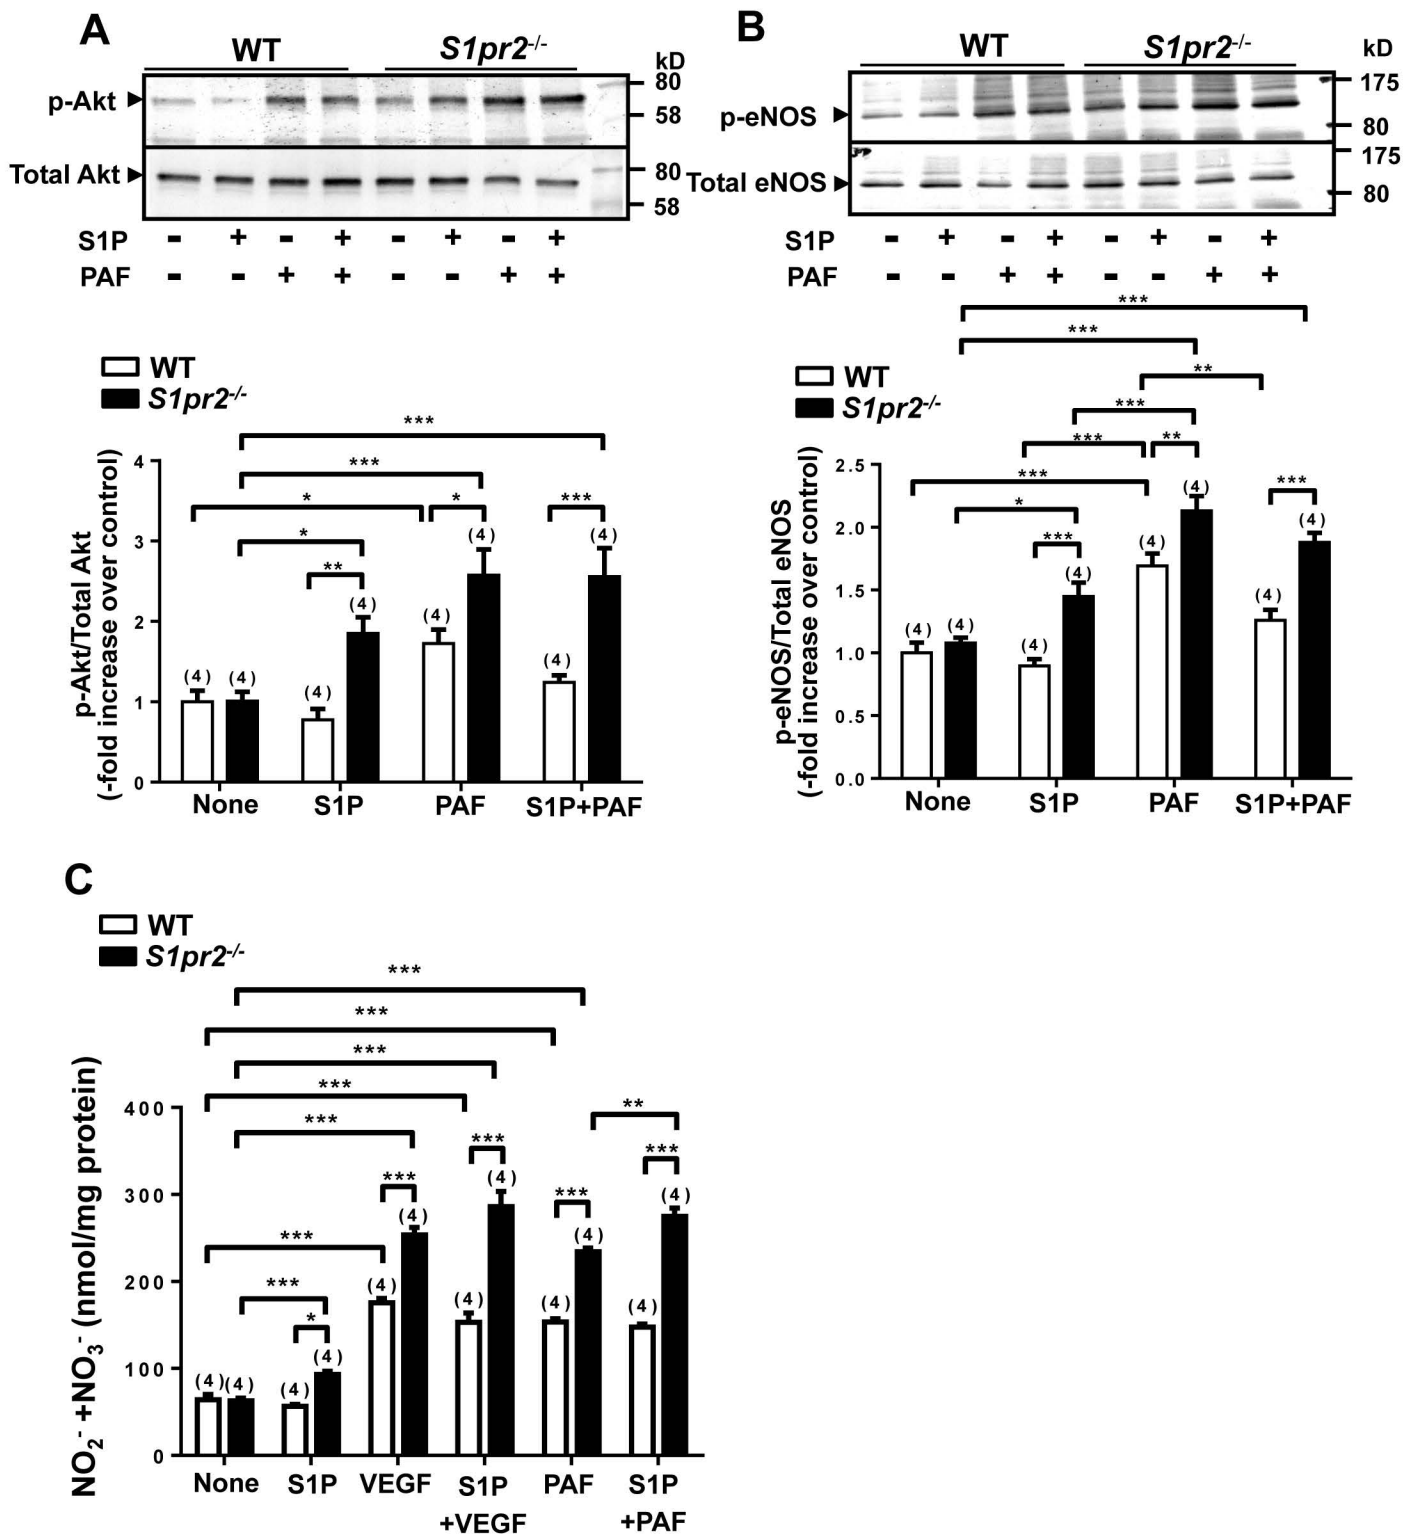 A
WT
S1pr2-/-
kD
p-Akt
80
58
Total Akt
80
58
S1P - + - + - + - +
PAF - - + + - - + +
WT
S1pr2-/-
p-Akt/Total Akt
(-fold increase over control)
4
3
2
1
0
***
***
* * ***
*
**
(4) (4) (4) (4) (4) (4) (4) (4)
None S1P PAF S1P+PAF
B
WT
S1pr2-/-
kD
p-eNOS
175
80
Total eNOS
175
80
S1P - + - + - + - +
PAF - - + + - - + +
WT
S1pr2-/-
p-eNOS/Total eNOS
(-fold increase over control)
2.5
2.0
1.5
1.0
0.5
0.0
***
***
**
***
*** **
***
***
*
***
(4) (4) (4) (4) (4) (4) (4) (4)
None S1P PAF S1P+PAF
C
WT
S1pr2-/-
NO2- +NO3- (nmol/mg protein)
400
300
200
100
0
***
***
***
***
***
**
***
***
***
***
***
***
*
(4) (4) (4) (4) (4) (4) (4) (4) (4) (4) (4) (4)
None S1P VEGF S1P PAF S1P
+VEGF +PAF